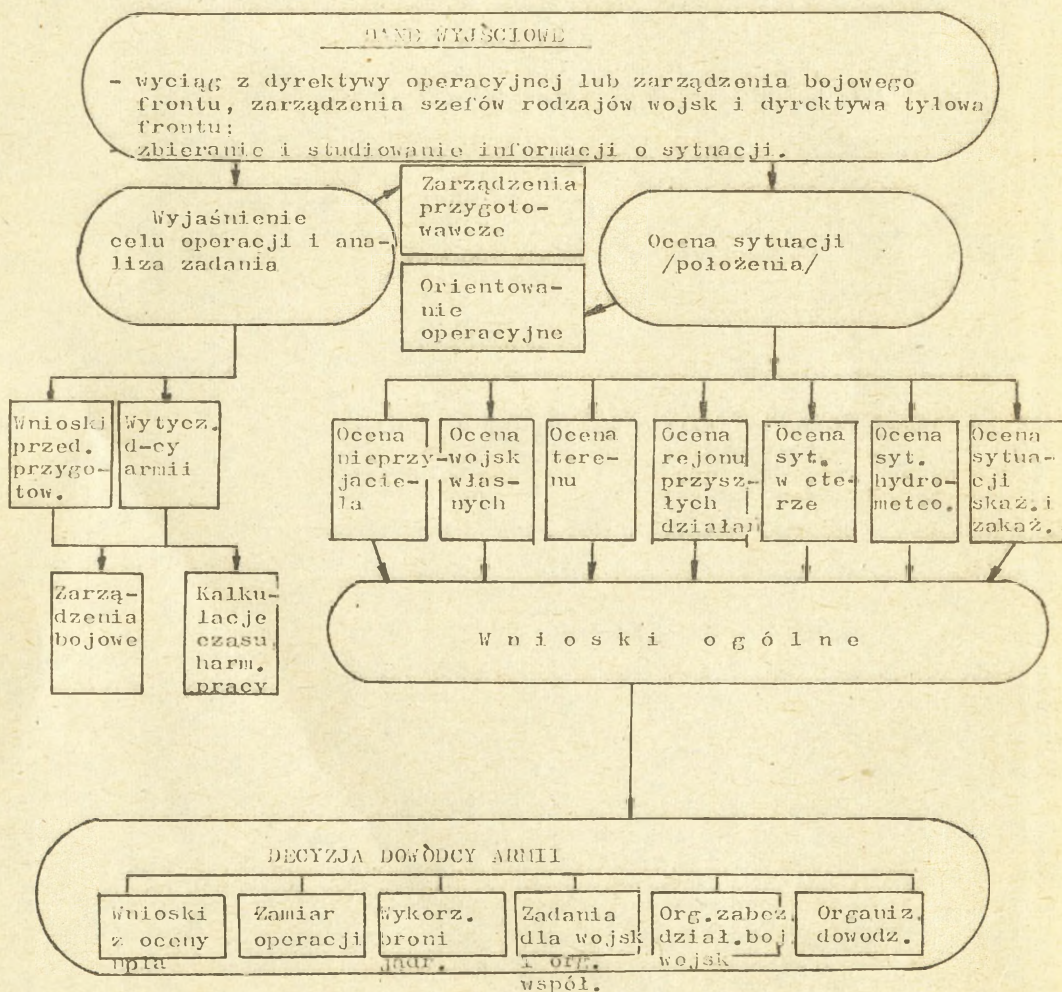 DANE WYJŚCIOWE
- wyciąg z dyrektywy operacyjnej lub zarządzenia bojowego
frontu, zarządzenia szefów rodzajów wojsk i dyrektywa tyłowa
frontu:
- zbieranie i studiowanie informacji o sytuacji.
Wyjaśnienie
celu operacji i ana-
liza zadania
Zarządzenia
przygoto-
wawcze
Orientowa-
nie
operacyjne
Ocena sytuacji
/położenia/
Wnioski
przed.
przygo-
tow.
Wytycz.
d-cy
armii
Zarzą-
dzenia
bojowe
Kalku-
lacje
czasu,
harm.
pracy
Ocena
nieprzy-
jacie-
la
Ocena
wojsk
włas-
nych
Ocena
tere-
nu
Ocena
rejonu
przysz-
łych
działań
Ocena
syt.
w ete-
rze
Ocena
syt.
hydro-
meteo.
Ocena
sytua-
cji
skaż.i
zakaż.
Wnioski ogólne
DECYZJA DOWÓDCY ARMII
Wnioski
z oceny
npla
Zamiar
operacji
Wykorz.
broni
jądr.
Zadania
dla wojsk
i org.
współ.
Org.zabez.
dział.boj.
wojsk
Organiz.
dowodz.